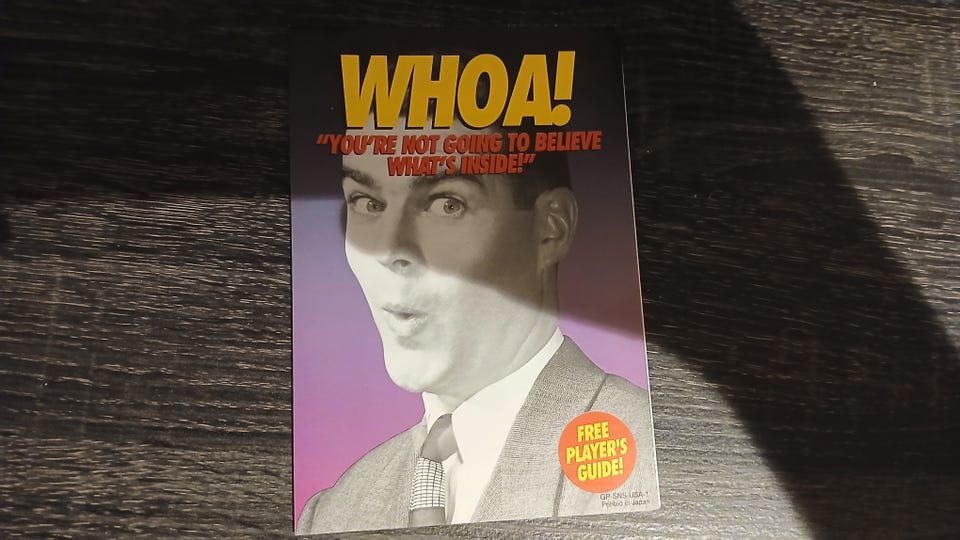 WHOA!
"YOU'RE NOT GOING TO BELIEVE
WHAT'S INSIDE!"
FREE
PLAYER'S
GUIDE!
GP-SNS-USA-1
Printed in Japan